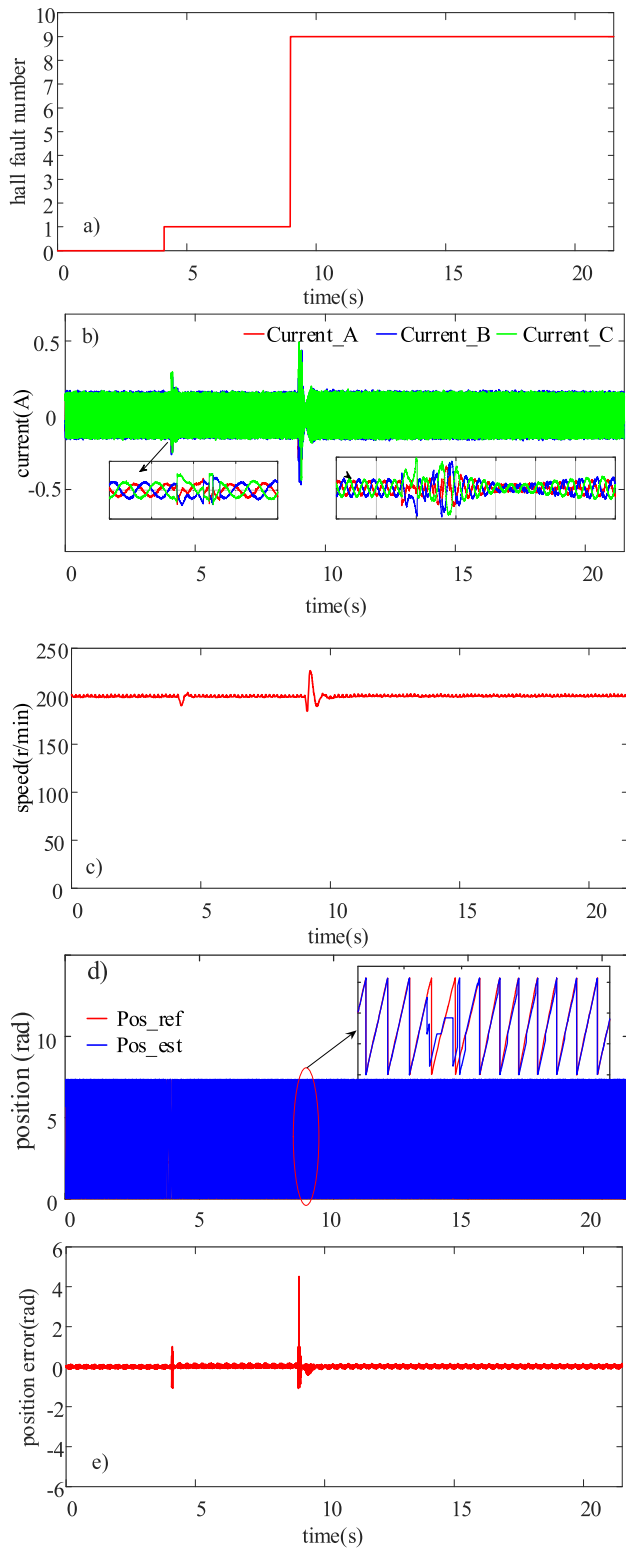 10
9
8
7
6
5
4
3
2
1
0
hall fault number
a)
0 5 10 15 20
time(s)
b)
Current_A Current_B Current_C
0.5
0
-0.5
current(A)
0 5 10 15 20
time(s)
250
200
150
100
50
0
speed(r/min)
c)
0 5 10 15 20
time(s)
d)
Pos_ref
Pos_est
10
5
0
position (rad)
0 5 10 15 20
6
4
2
0
-2
-4
-6
position error(rad)
e)
0 5 10 15 20
time(s)